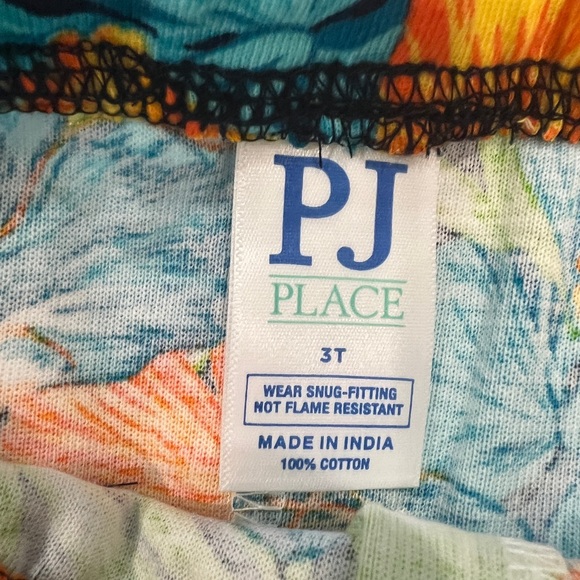 PJ
PLACE
3T
WEAR SNUG-FITTING
NOT FLAME RESISTANT
MADE IN INDIA
100% COTTON